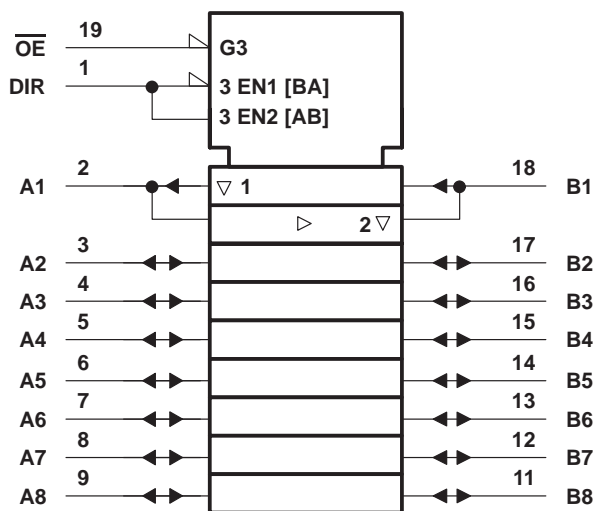 OE 19 G3
DIR 1 3 EN1 [BA]
3 EN2 [AB]
A1 2 ▽ 1 18 B1
▷ 2 ▽
A2 3 17 B2
A3 4 16 B3
A4 5 15 B4
A5 6 14 B5
A6 7 13 B6
A7 8 12 B7
A8 9 11 B8